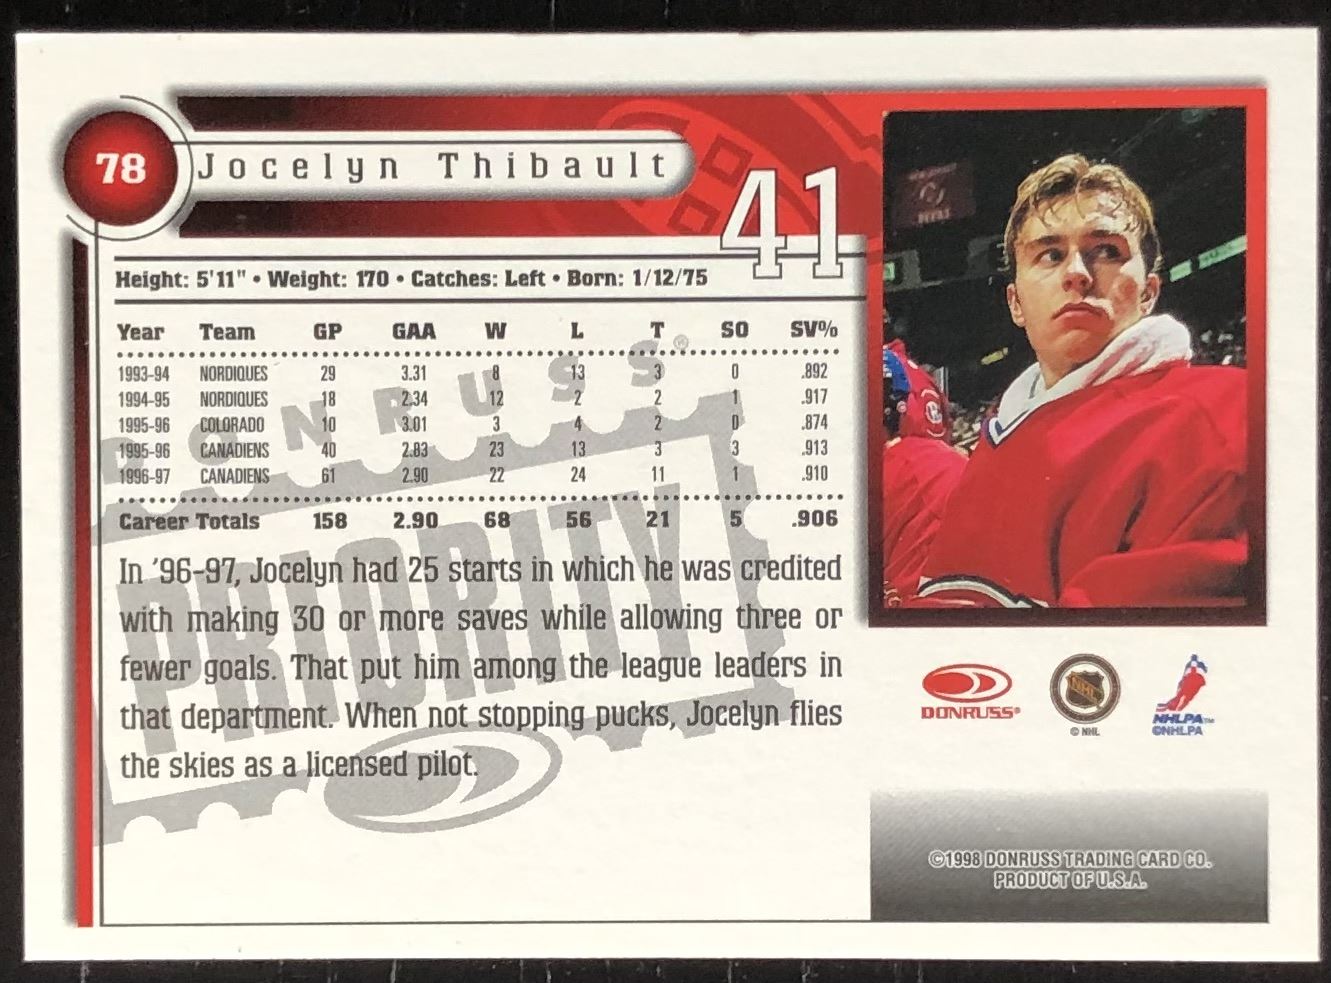 78
Jocelyn Thibault
41
Height: 5'11" • Weight: 170 • Catches: Left • Born: 1/12/75
Year Team GP GAA W L T SO SV%
1993-94 NORDIQUES 29 3.31 8 13 3 0 .892
1994-95 NORDIQUES 18 2.34 12 2 2 1 .917
1995-96 COLORADO 10 3.01 3 4 2 0 .874
1995-96 CANADIENS 40 2.83 23 13 3 3 .913
1996-97 CANADIENS 61 2.90 22 24 11 1 .910
Career Totals 158 2.90 68 56 21 5 .906
DONRUSS®
PRIORITY
In '96-97, Jocelyn had 25 starts in which he was credited
with making 30 or more saves while allowing three or
fewer goals. That put him among the league leaders in
that department. When not stopping pucks, Jocelyn flies
the skies as a licensed pilot.
DONRUSS®
NHL
© NHL
NHLPA™
©NHLPA
©1998 DONRUSS TRADING CARD CO.
PRODUCT OF U.S.A.